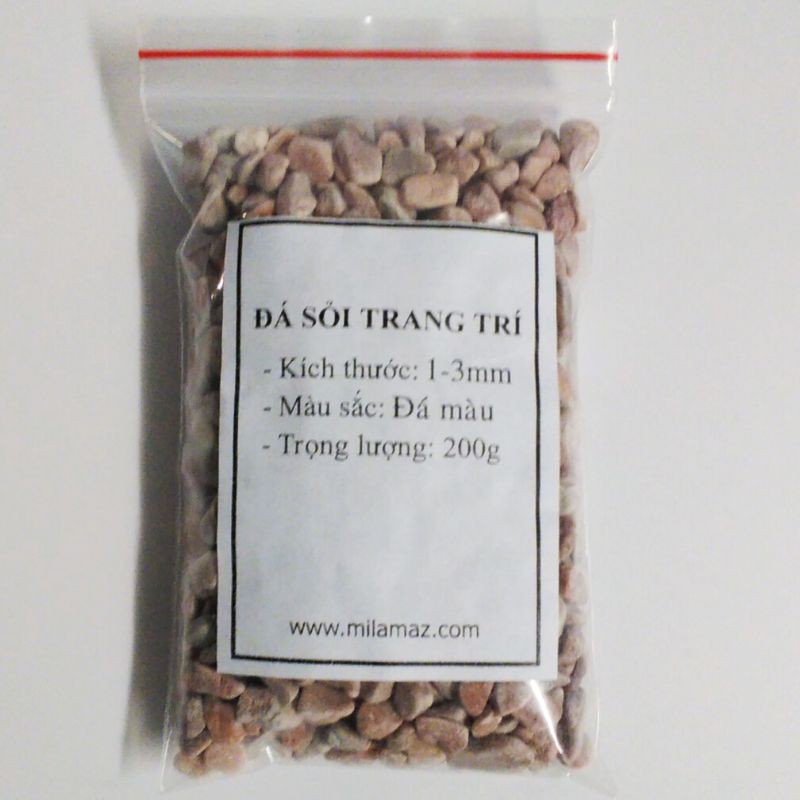 ĐÁ SỎI TRANG TRÍ
- Kích thước: 1-3mm
- Màu sắc: Đá màu
- Trọng lượng: 200g
www.milamaz.com